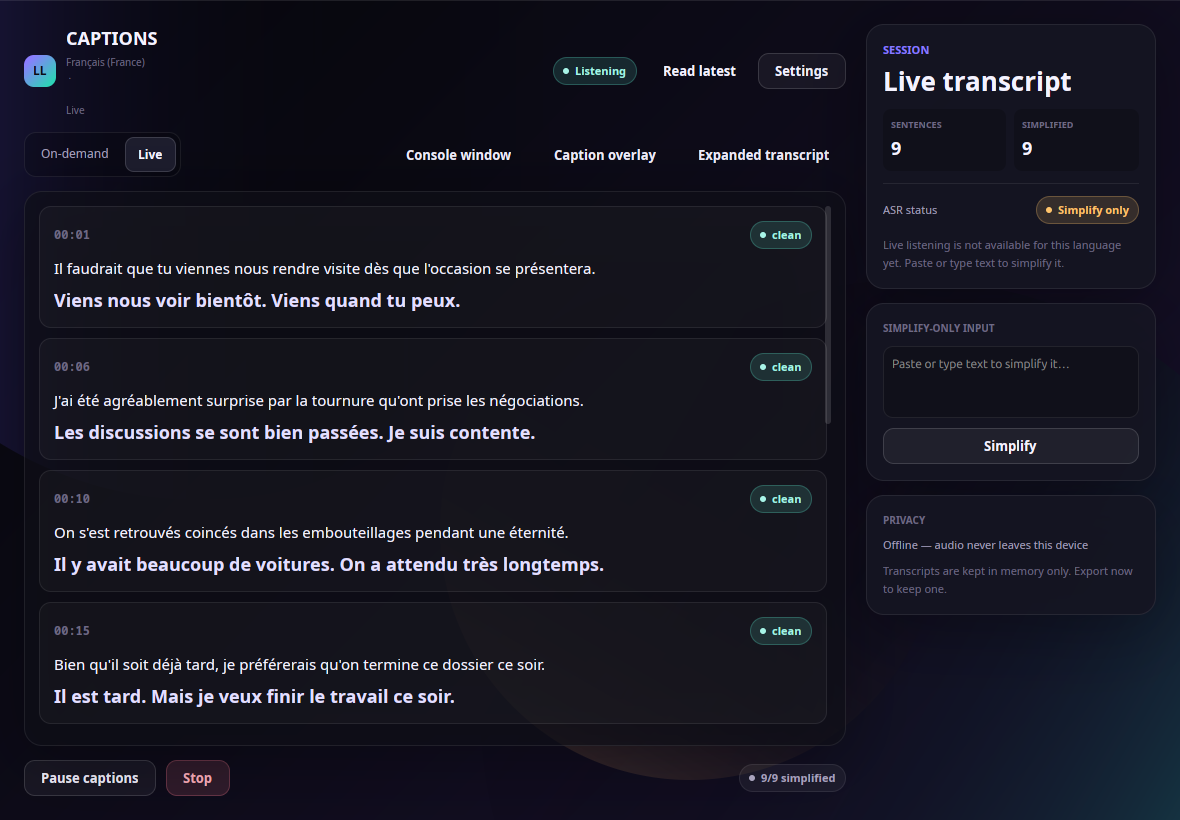 CAPTIONS
LL
Français (France)
·
Live
Listening
Read latest
Settings
On-demand
Live
Console window
Caption overlay
Expanded transcript
00:01
clean
Il faudrait que tu viennes nous rendre visite dès que l'occasion se présentera.
Viens nous voir bientôt. Viens quand tu peux.
00:06
clean
J'ai été agréablement surprise par la tournure qu'ont prise les négociations.
Les discussions se sont bien passées. Je suis contente.
00:10
clean
On s'est retrouvés coincés dans les embouteillages pendant une éternité.
Il y avait beaucoup de voitures. On a attendu très longtemps.
00:15
clean
Bien qu'il soit déjà tard, je préférerais qu'on termine ce dossier ce soir.
Il est tard. Mais je veux finir le travail ce soir.
Pause captions
Stop
9/9 simplified
SESSION
Live transcript
SENTENCES
9
SIMPLIFIED
9
ASR status
Simplify only
Live listening is not available for this language
yet. Paste or type text to simplify it.
SIMPLIFY-ONLY INPUT
Paste or type text to simplify it…
Simplify
PRIVACY
Offline — audio never leaves this device
Transcripts are kept in memory only. Export now
to keep one.